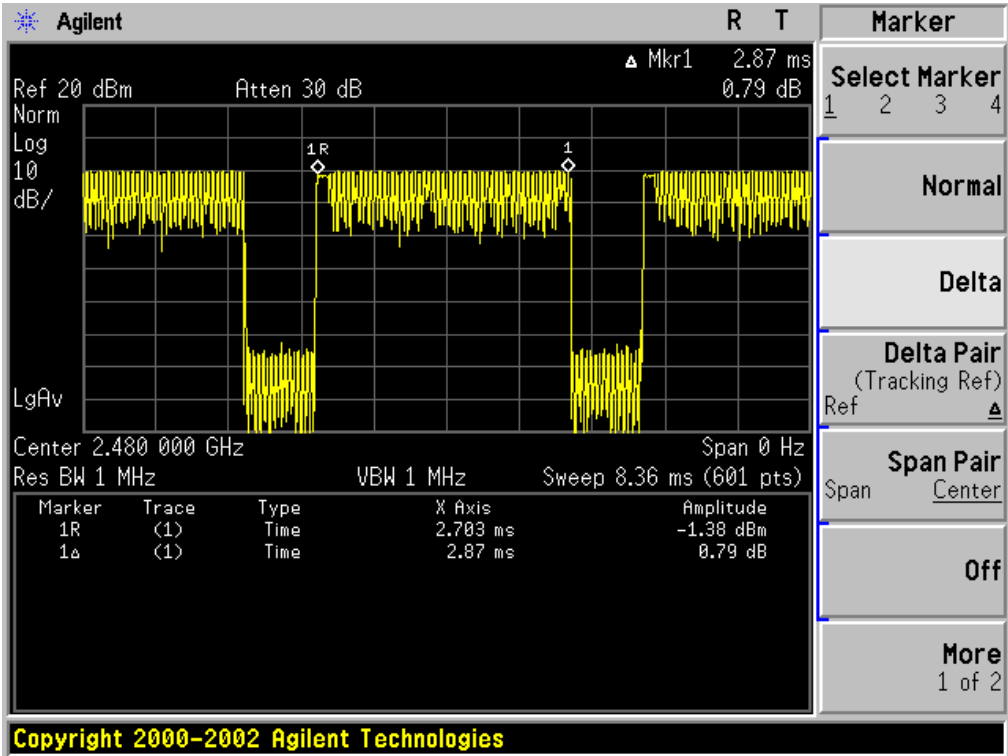 Agilent R T
Δ Mkr1 2.87 ms
Ref 20 dBm Atten 30 dB 0.79 dB
Norm
Log
10
dB/
1R 1
LgAv
Center 2.480 000 GHz Span 0 Hz
Res BW 1 MHz VBW 1 MHz Sweep 8.36 ms (601 pts)
Marker Trace Type X Axis Amplitude
1R (1) Time 2.703 ms -1.38 dBm
1Δ (1) Time 2.87 ms 0.79 dB
Marker
Select Marker
1 2 3 4
Normal
Delta
Delta Pair
(Tracking Ref)
Ref Δ
Span Pair
Span Center
Off
More
1 of 2
Copyright 2000-2002 Agilent Technologies